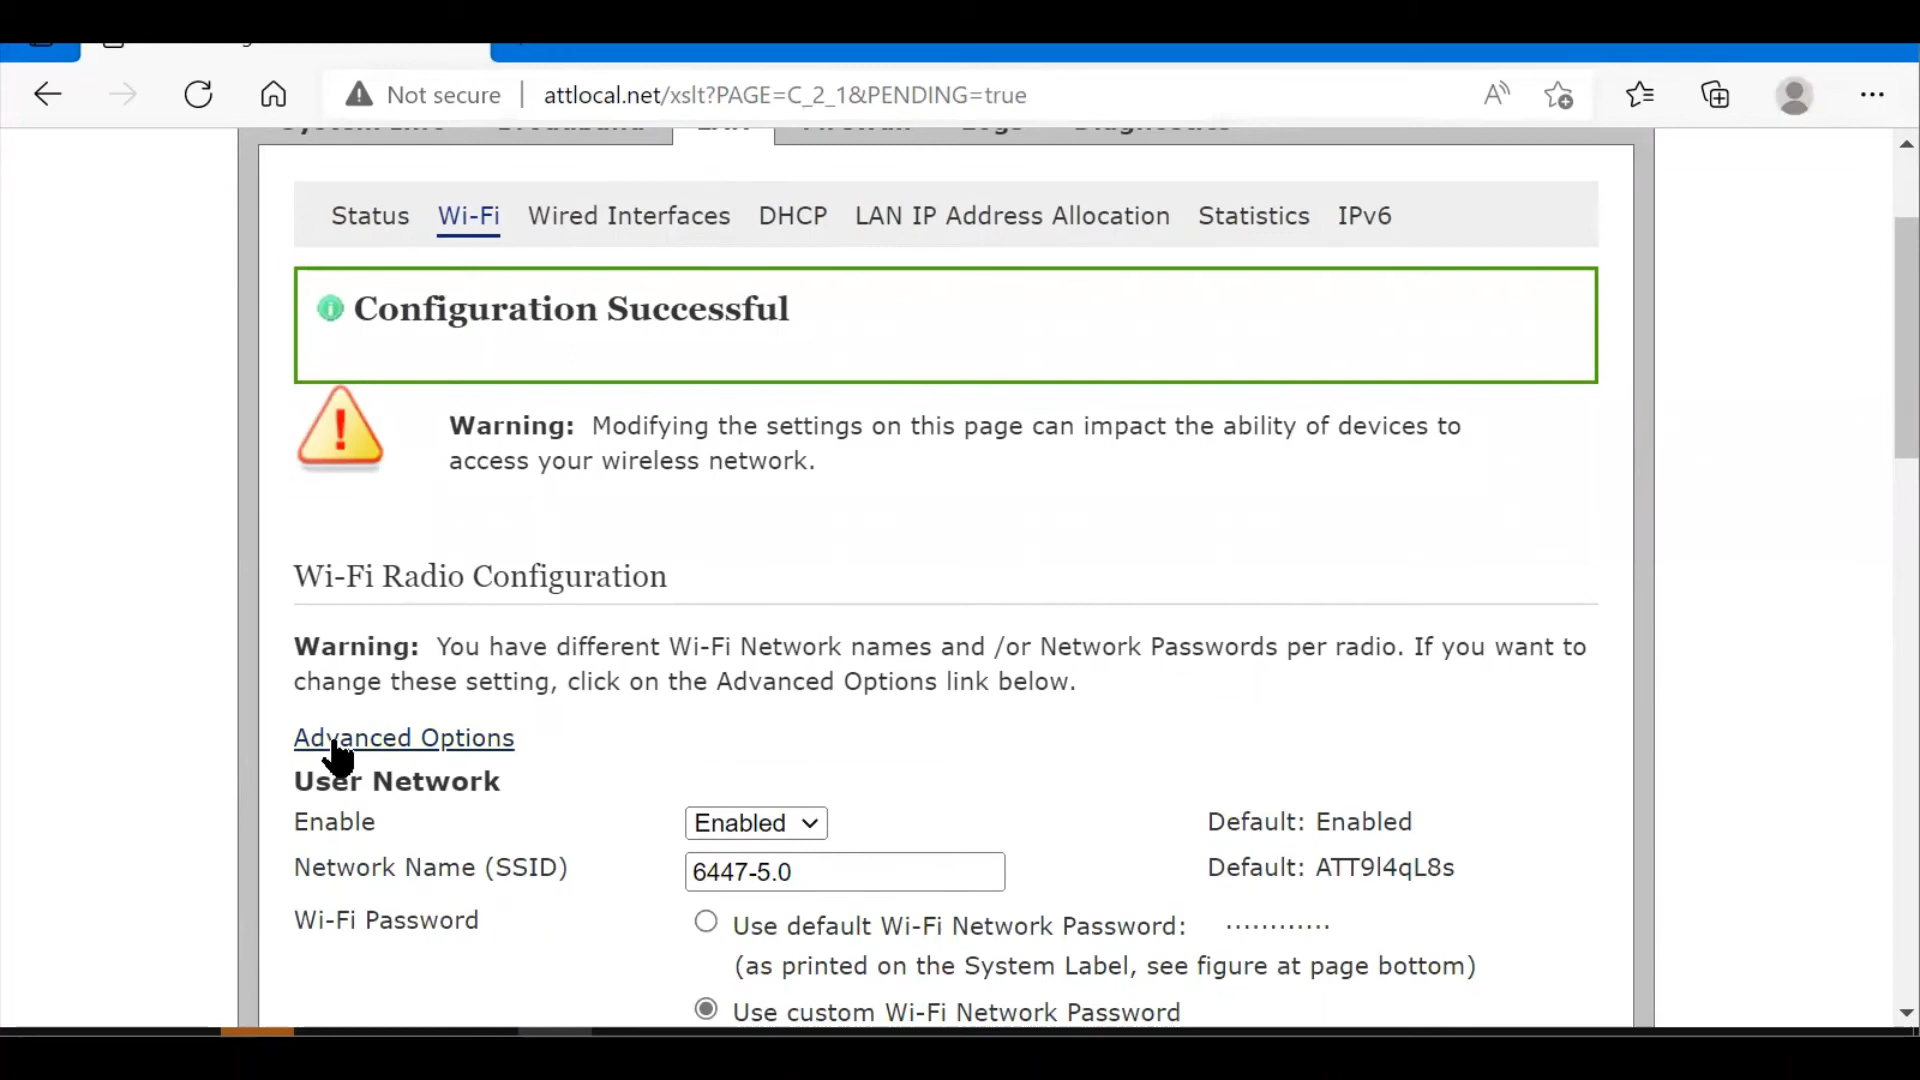 Not secure | attlocal.net/xslt?PAGE=C_2_1&PENDING=true
Status Wi-Fi Wired Interfaces DHCP LAN IP Address Allocation Statistics IPv6
Configuration Successful
Warning: Modifying the settings on this page can impact the ability of devices to
access your wireless network.
Wi-Fi Radio Configuration
Warning: You have different Wi-Fi Network names and /or Network Passwords per radio. If you want to
change these setting, click on the Advanced Options link below.
Advanced Options
User Network
Enable Enabled Default: Enabled
Network Name (SSID) 6447-5.0 Default: ATT9l4qL8s
Wi-Fi Password Use default Wi-Fi Network Password: ············
(as printed on the System Label, see figure at page bottom)
Use custom Wi-Fi Network Password